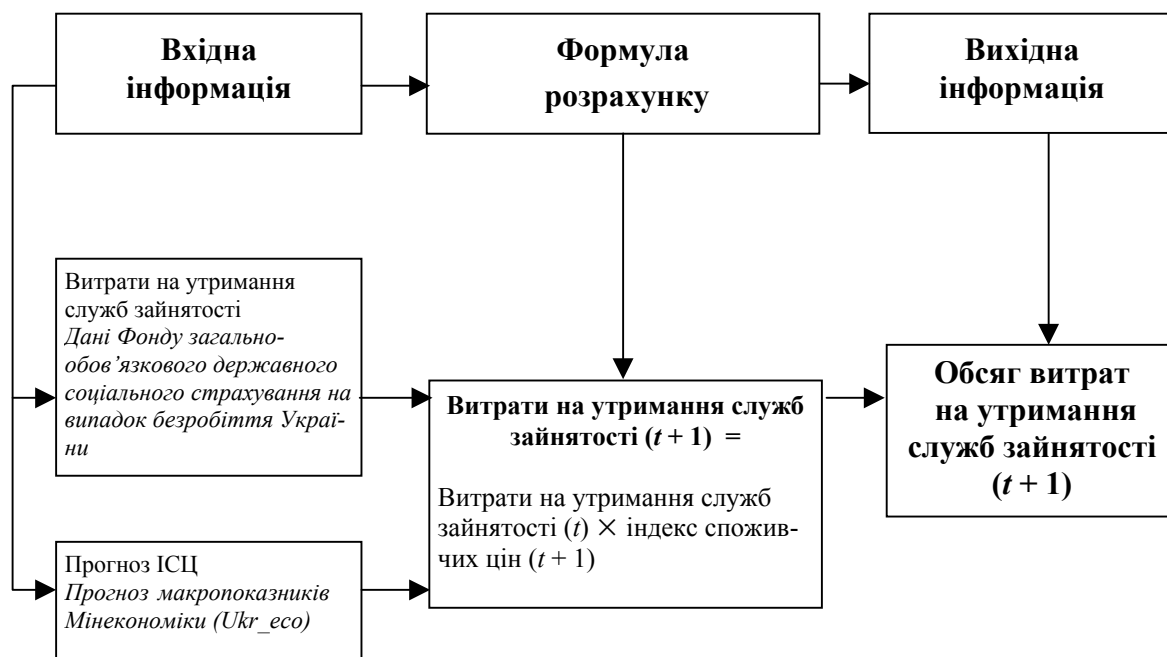 Вхідна
інформація
Формула
розрахунку
Вихідна
інформація
Витрати на утримання
служб зайнятості
Дані Фонду загально-
обов’язкового державного
соціального страхування на
випадок безробіття Украї-
ни
Прогноз ІСЦ
Прогноз макропоказників
Мінекономіки (Ukr_eco)
Витрати на утримання служб
зайнятості (t + 1) =
Витрати на утримання служб
зайнятості (t) × індекс спожив-
чих цін (t + 1)
Обсяг витрат
на утримання
служб зайнятості
(t + 1)